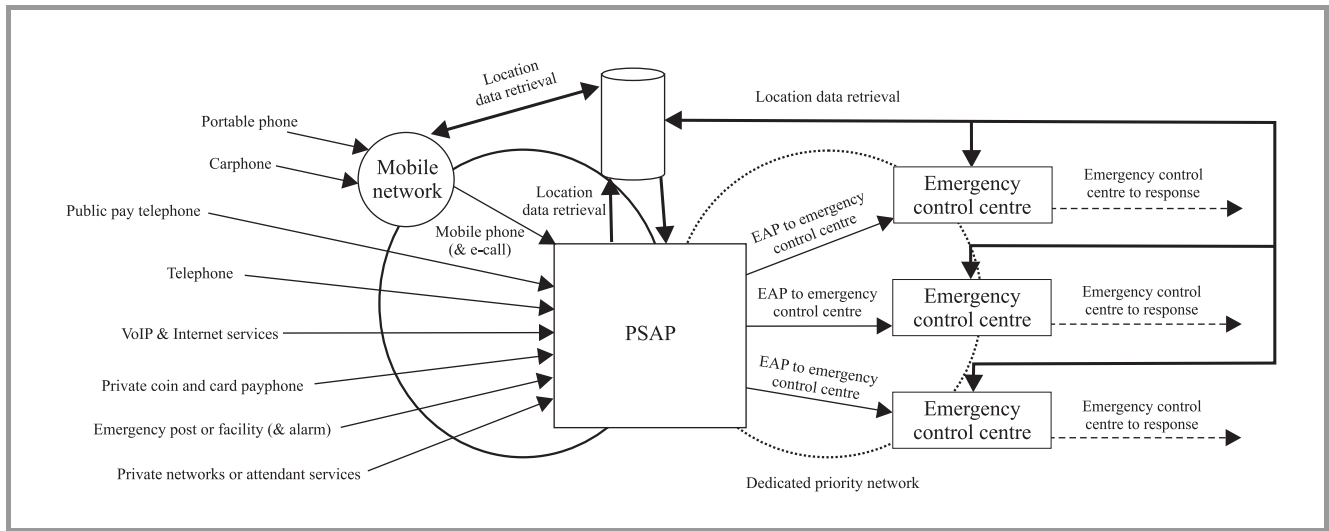 Location
data retrieval
Location data retrieval
Portable phone
Carphone
Mobile
network
Public pay telephone
Telephone
VoIP & Internet services
Private coin and card payphone
Emergency post or facility (& alarm)
Private networks or attendant services
Location
data retrieval
Mobile phone
(& e-call)
PSAP
EAP to emergency
control centre
EAP to emergency
control centre
EAP to emergency
control centre
Emergency
control centre
Emergency control
centre to response
Emergency
control centre
Emergency control
centre to response
Emergency
control centre
Emergency control
centre to response
Dedicated priority network